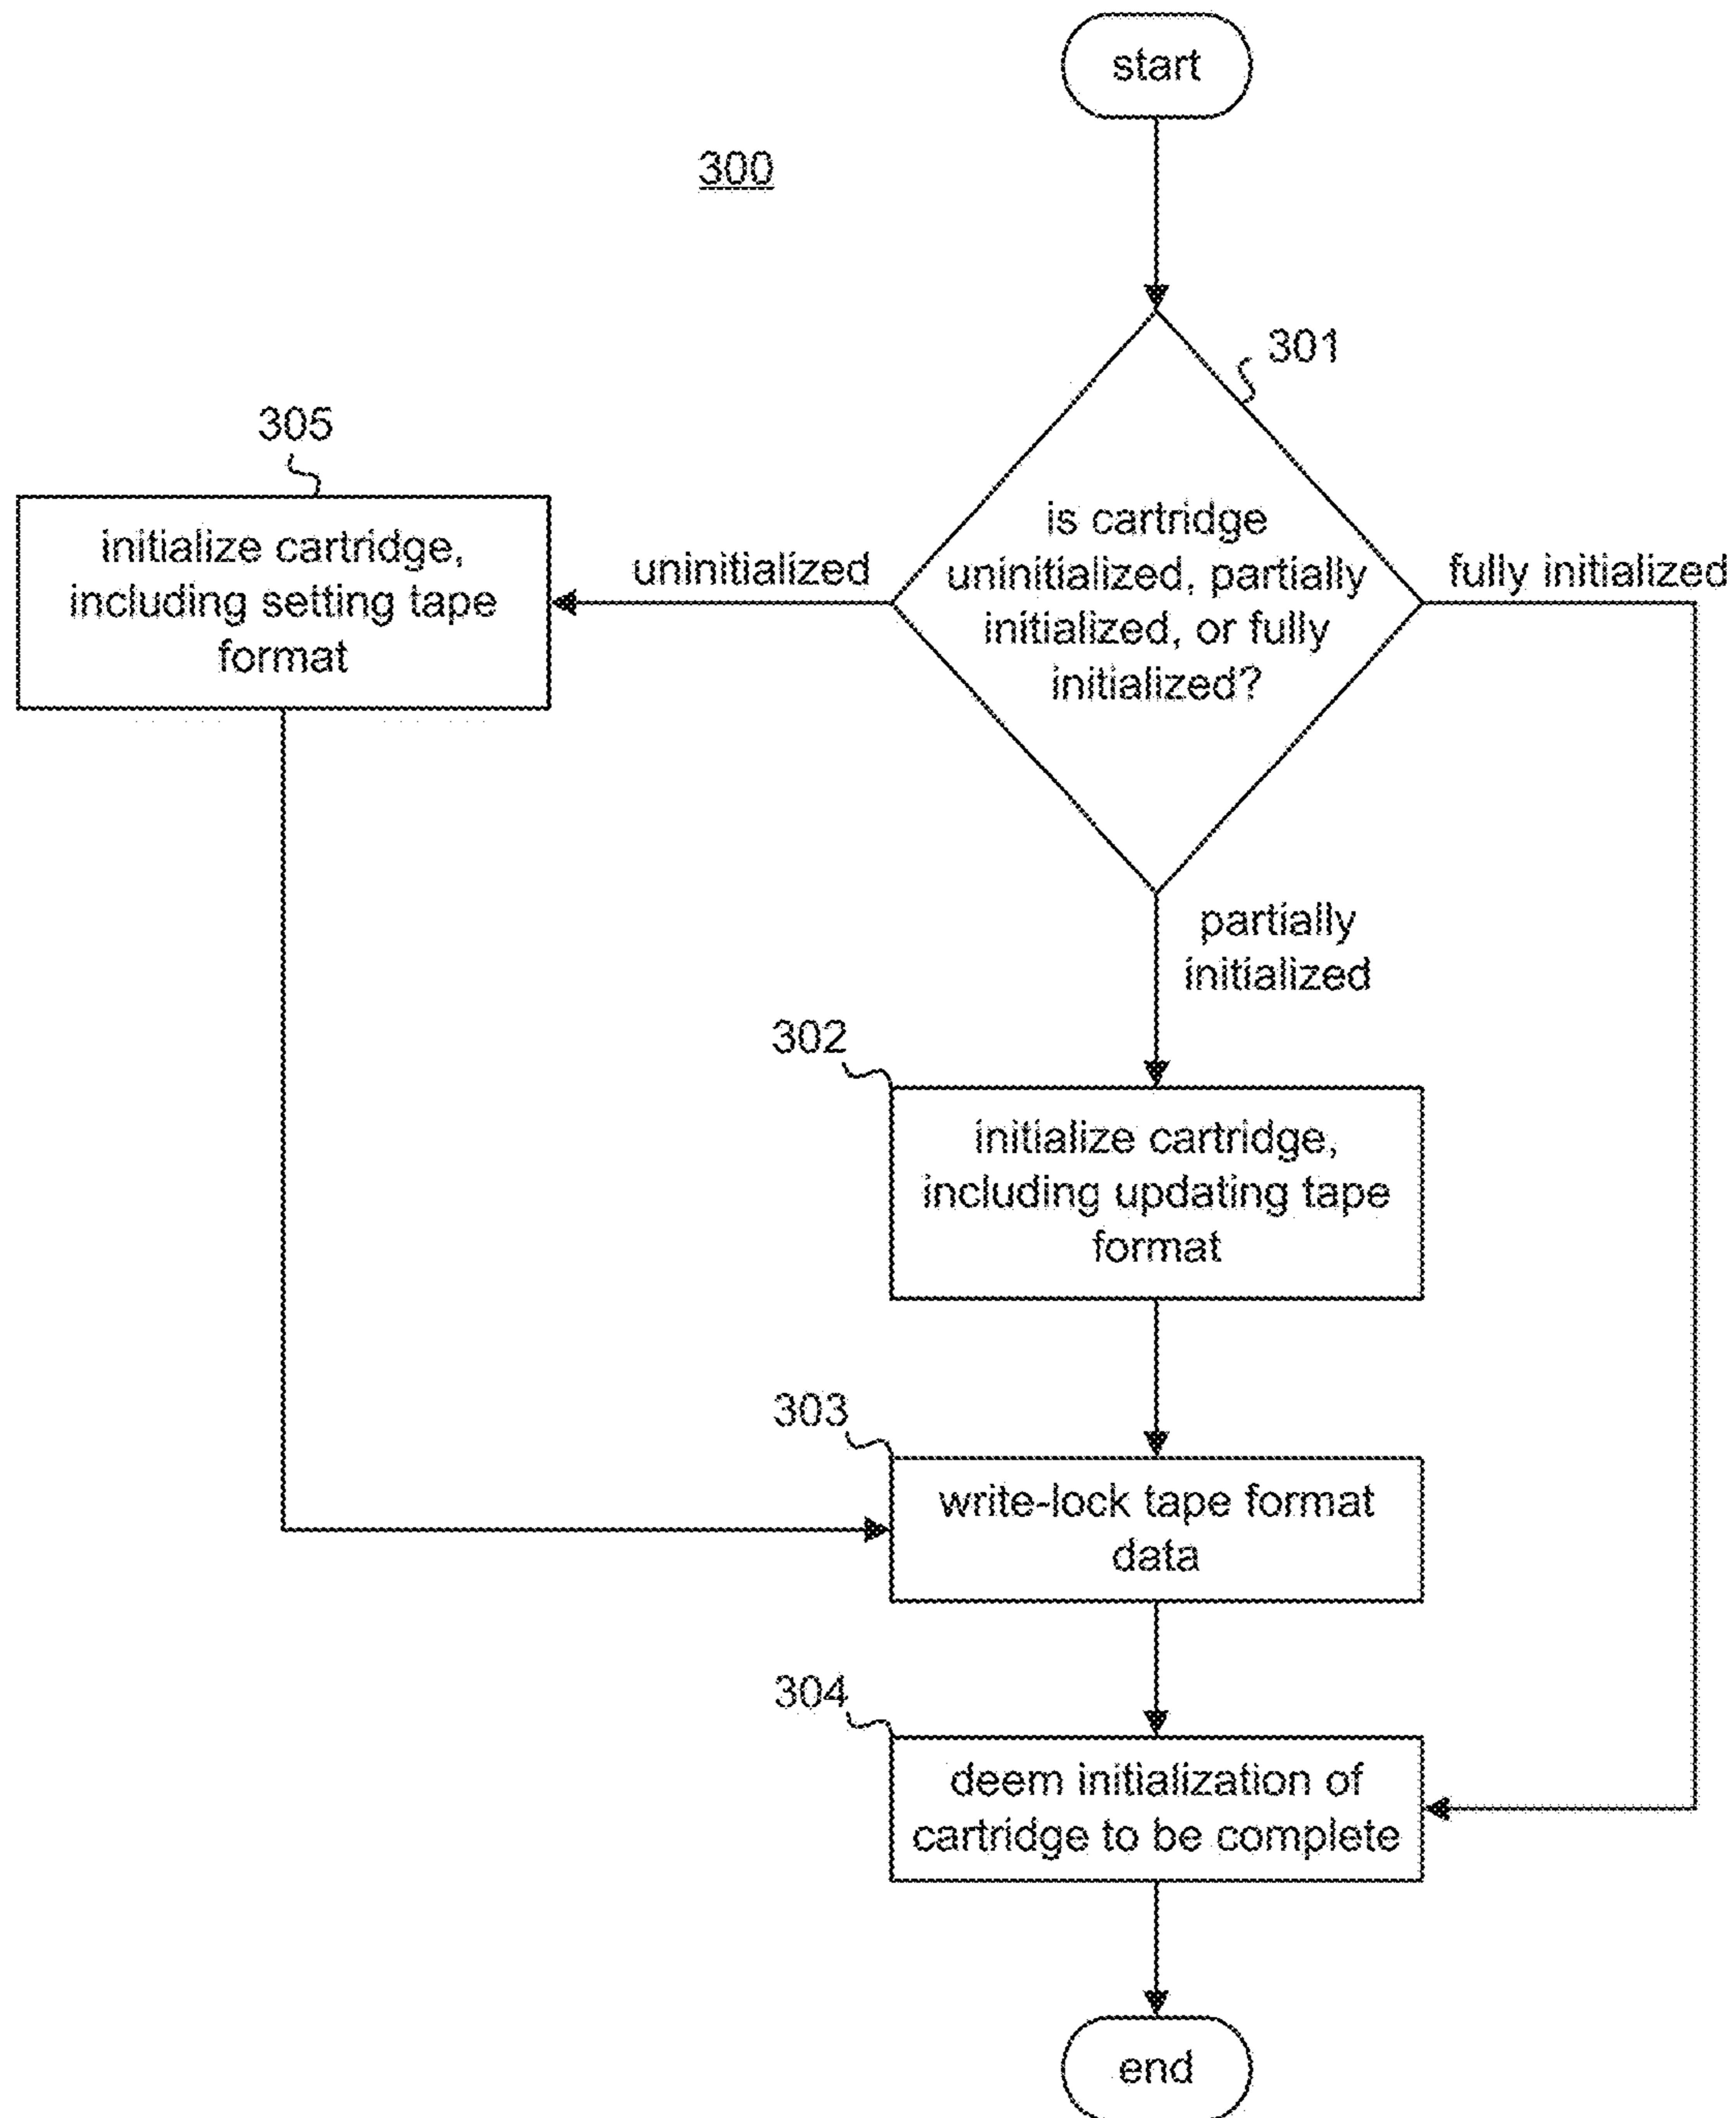 start
300
301
is cartridge
uninitialized, partially
initialized, or fully
initialized?
uninitialized
fully initialized
305
initialize cartridge,
including setting tape
format
partially
initialized
302
initialize cartridge,
including updating tape
format
303
write-lock tape format
data
304
deem initialization of
cartridge to be complete
end